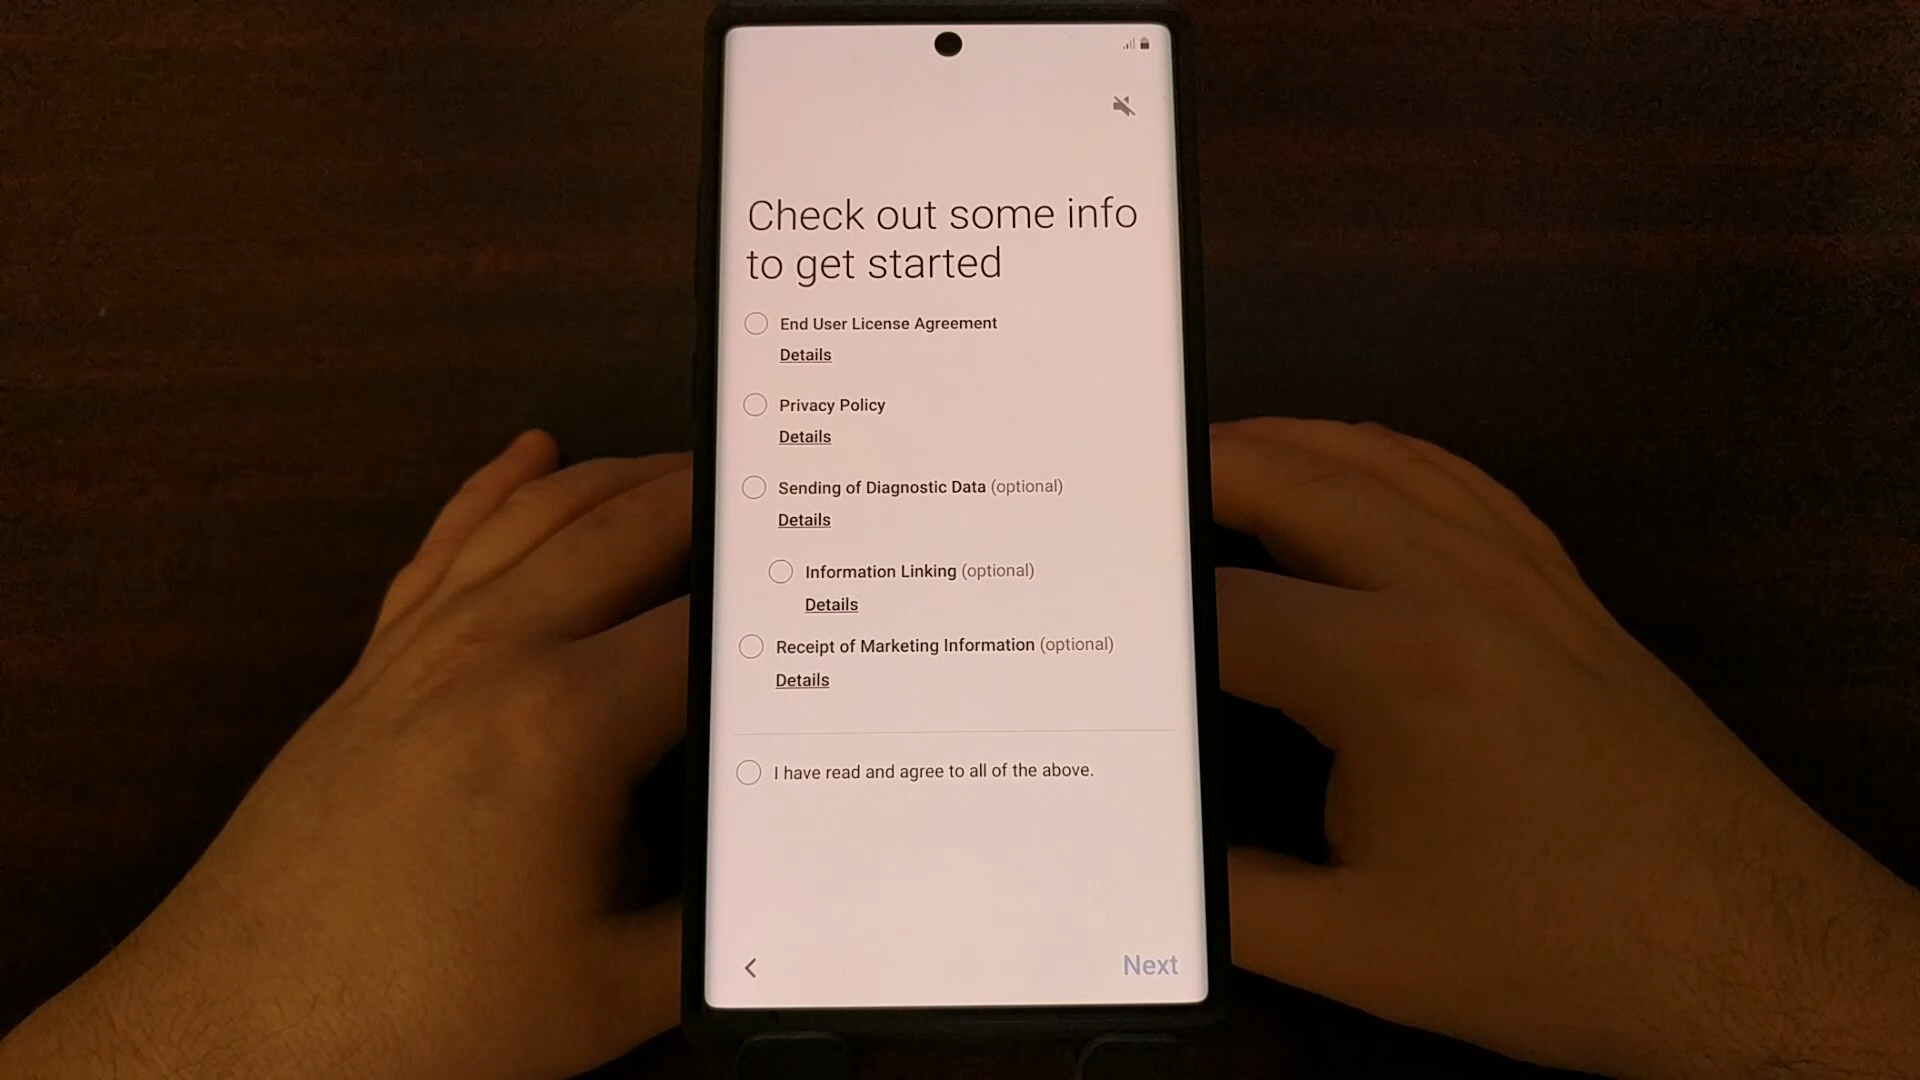 Check out some info
to get started
End User License Agreement
Details
Privacy Policy
Details
Sending of Diagnostic Data (optional)
Details
Information Linking (optional)
Details
Receipt of Marketing Information (optional)
Details
I have read and agree to all of the above.
Next